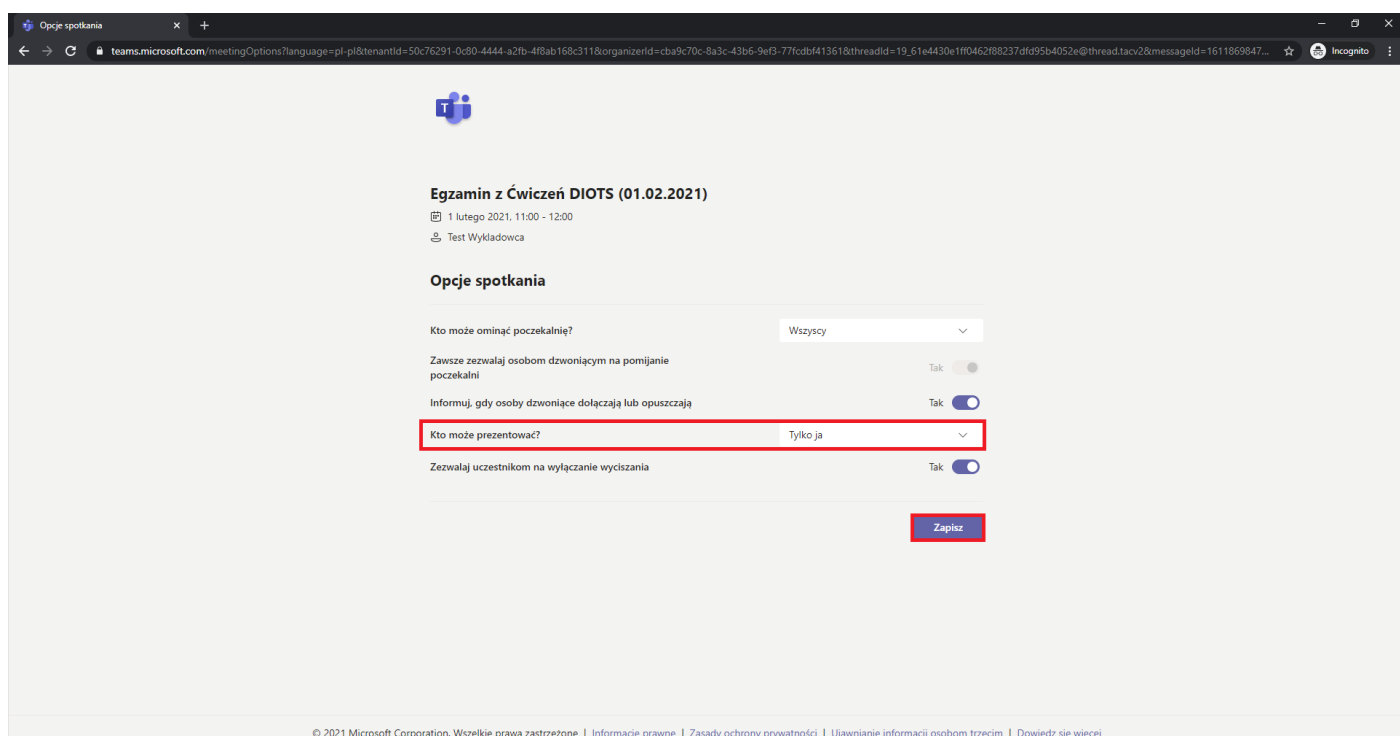 Opcje spotkania
teams.microsoft.com/meetingOptions?language=pl-pl&tenantId=50c76291-0c80-4444-a2fb-4f8ab168c311&organizerId=cba9c70c-8a3c-43b6-9ef3-77fcdbf41361&threadId=19_61e4430e1ff0462f88237dfd95b4052e@thread.tacv2&messageId=1611869847... Incognito
T
Egzamin z Ćwiczeń DIOTS (01.02.2021)
1 lutego 2021, 11:00 - 12:00
Test Wykladowca
Opcje spotkania
Kto może ominąć poczekalnię? Wszyscy
Zawsze zezwalaj osobom dzwoniącym na pomijanie
poczekalni Tak
Informuj, gdy osoby dzwoniące dołączają lub opuszczają Tak
Kto może prezentować? Tylko ja
Zezwalaj uczestnikom na wyłączanie wyciszania Tak
Zapisz
© 2021 Microsoft Corporation. Wszelkie prawa zastrzeżone | Informacje prawne | Zasady ochrony prywatności | Ujawnianie informacji osobom trzecim | Dowiedz się więcej